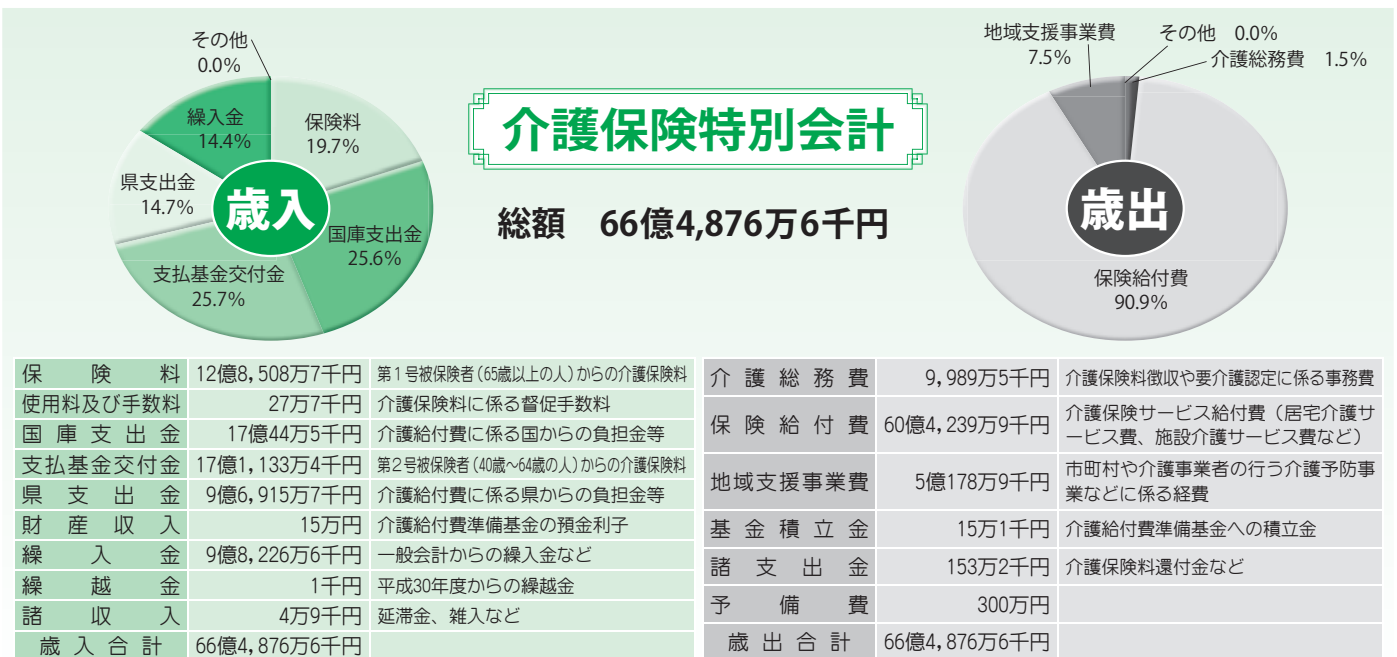 介護保険特別会計
総額　66億4,876万6千円
歳入
その他
0.0%
保険料
19.7%
国庫支出金
25.6%
支払基金交付金
25.7%
県支出金
14.7%
繰入金
14.4%
歳出
地域支援事業費
7.5%
その他　0.0%
介護総務費　1.5%
保険給付費
90.9%
保険料 12億8,508万7千円 第1号被保険者(65歳以上の人)からの介護保険料
使用料及び手数料 27万7千円 介護保険料に係る督促手数料
国庫支出金 17億44万5千円 介護給付費に係る国からの負担金等
支払基金交付金 17億1,133万4千円 第2号被保険者(40歳~64歳の人)からの介護保険料
県支出金 9億6,915万7千円 介護給付費に係る県からの負担金等
財産収入 15万円 介護給付費準備基金の預金利子
繰入金 9億8,226万6千円 一般会計からの繰入金など
繰越金 1千円 平成30年度からの繰越金
諸収入 4万9千円 延滞金、雑入など
歳入合計 66億4,876万6千円
介護総務費 9,989万5千円 介護保険料徴収や要介護認定に係る事務費
保険給付費 60億4,239万9千円 介護保険サービス給付費（居宅介護サ
ービス費、施設介護サービス費など）
地域支援事業費 5億178万9千円 市町村や介護事業者の行う介護予防事
業などに係る経費
基金積立金 15万1千円 介護給付費準備基金への積立金
諸支出金 153万2千円 介護保険料還付金など
予備費 300万円
歳出合計 66億4,876万6千円